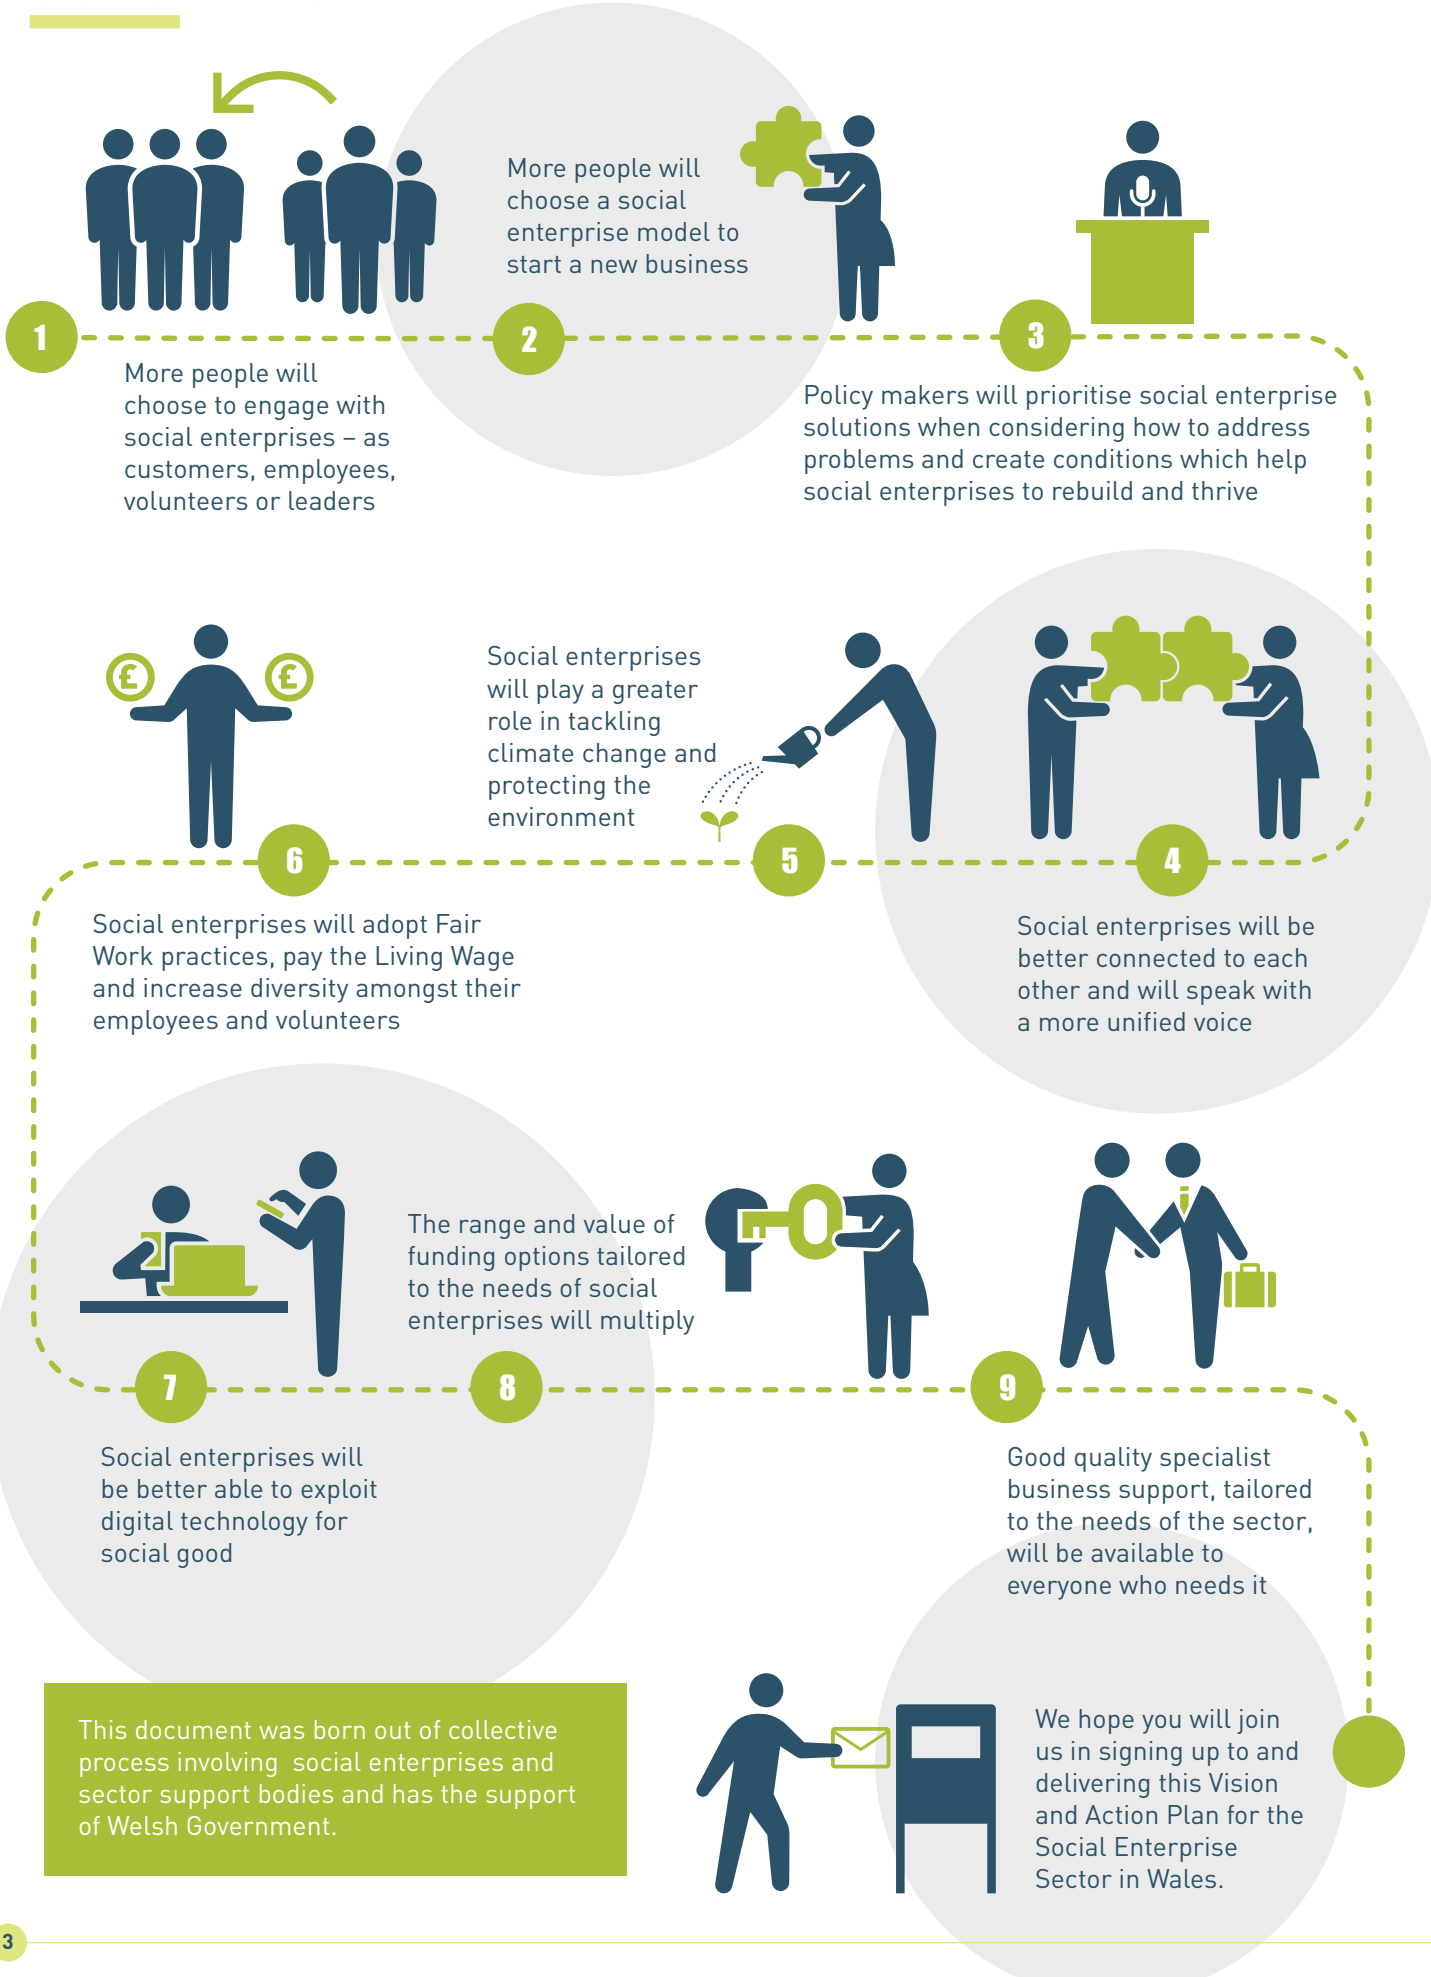 1
More people will
choose to engage with
social enterprises – as
customers, employees,
volunteers or leaders
More people will
choose a social
enterprise model to
start a new business
2
3
Policy makers will prioritise social enterprise
solutions when considering how to address
problems and create conditions which help
social enterprises to rebuild and thrive
4
Social enterprises will be
better connected to each
other and will speak with
a more unified voice
Social enterprises
will play a greater
role in tackling
climate change and
protecting the
environment
5
£ £
6
Social enterprises will adopt Fair
Work practices, pay the Living Wage
and increase diversity amongst their
employees and volunteers
7
Social enterprises will
be better able to exploit
digital technology for
social good
The range and value of
funding options tailored
to the needs of social
enterprises will multiply
8
9
Good quality specialist
business support, tailored
to the needs of the sector,
will be available to
everyone who needs it
We hope you will join
us in signing up to and
delivering this Vision
and Action Plan for the
Social Enterprise
Sector in Wales.
This document was born out of collective
process involving social enterprises and
sector support bodies and has the support
of Welsh Government.
3